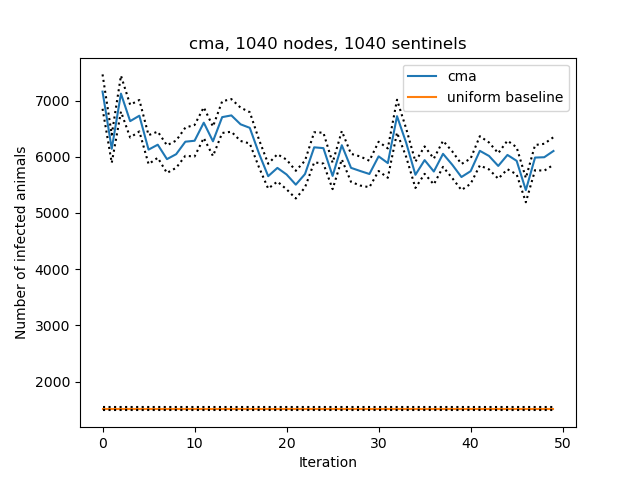 cma, 1040 nodes, 1040 sentinels
cma
uniform baseline
Number of infected animals
7000
6000
5000
4000
3000
2000
0
10
20
30
40
50
Iteration